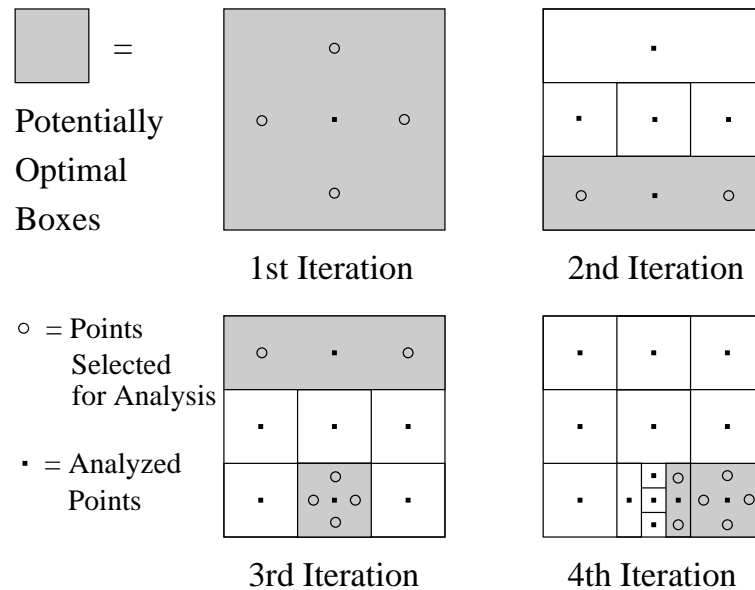 =
Potentially
Optimal
Boxes
1st Iteration
2nd Iteration
= Points
Selected
for Analysis
= Analyzed
Points
3rd Iteration
4th Iteration